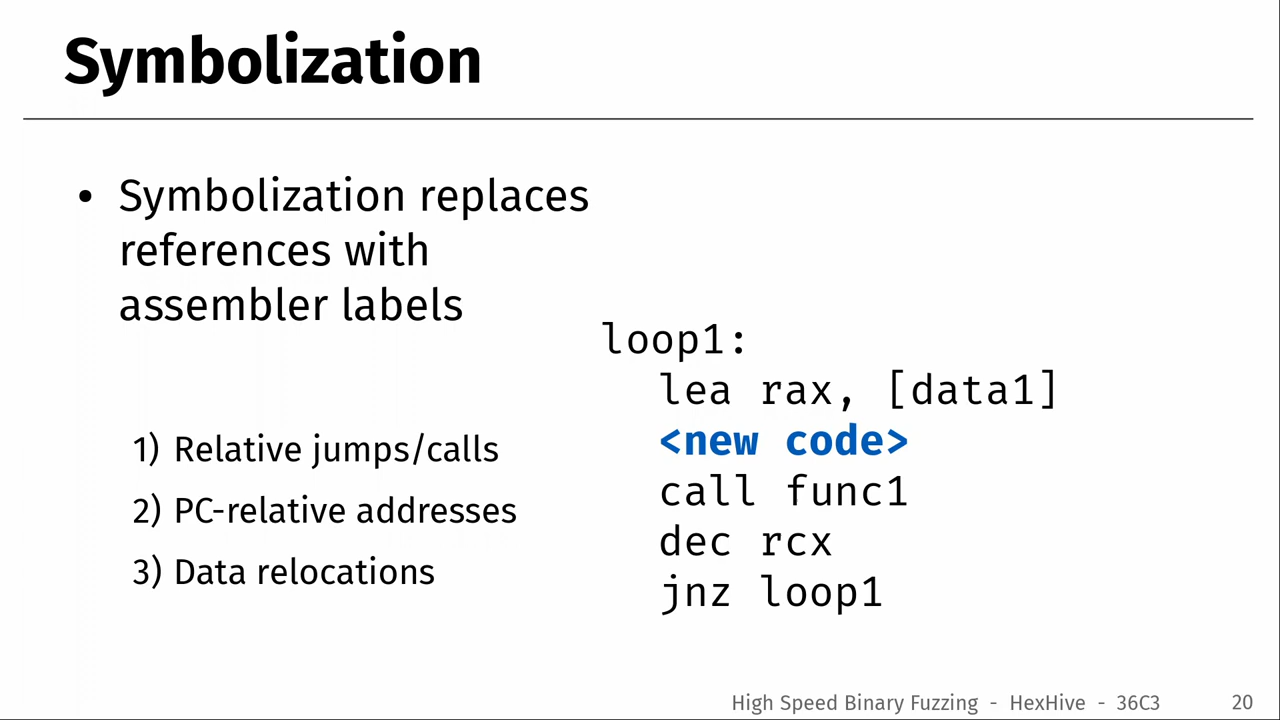 Symbolization
• Symbolization replaces
references with
assembler labels
1) Relative jumps/calls
2) PC-relative addresses
3) Data relocations
loop1:
lea rax, [data1]
<new code>
call func1
dec rcx
jnz loop1
High Speed Binary Fuzzing - HexHive - 36C3 20